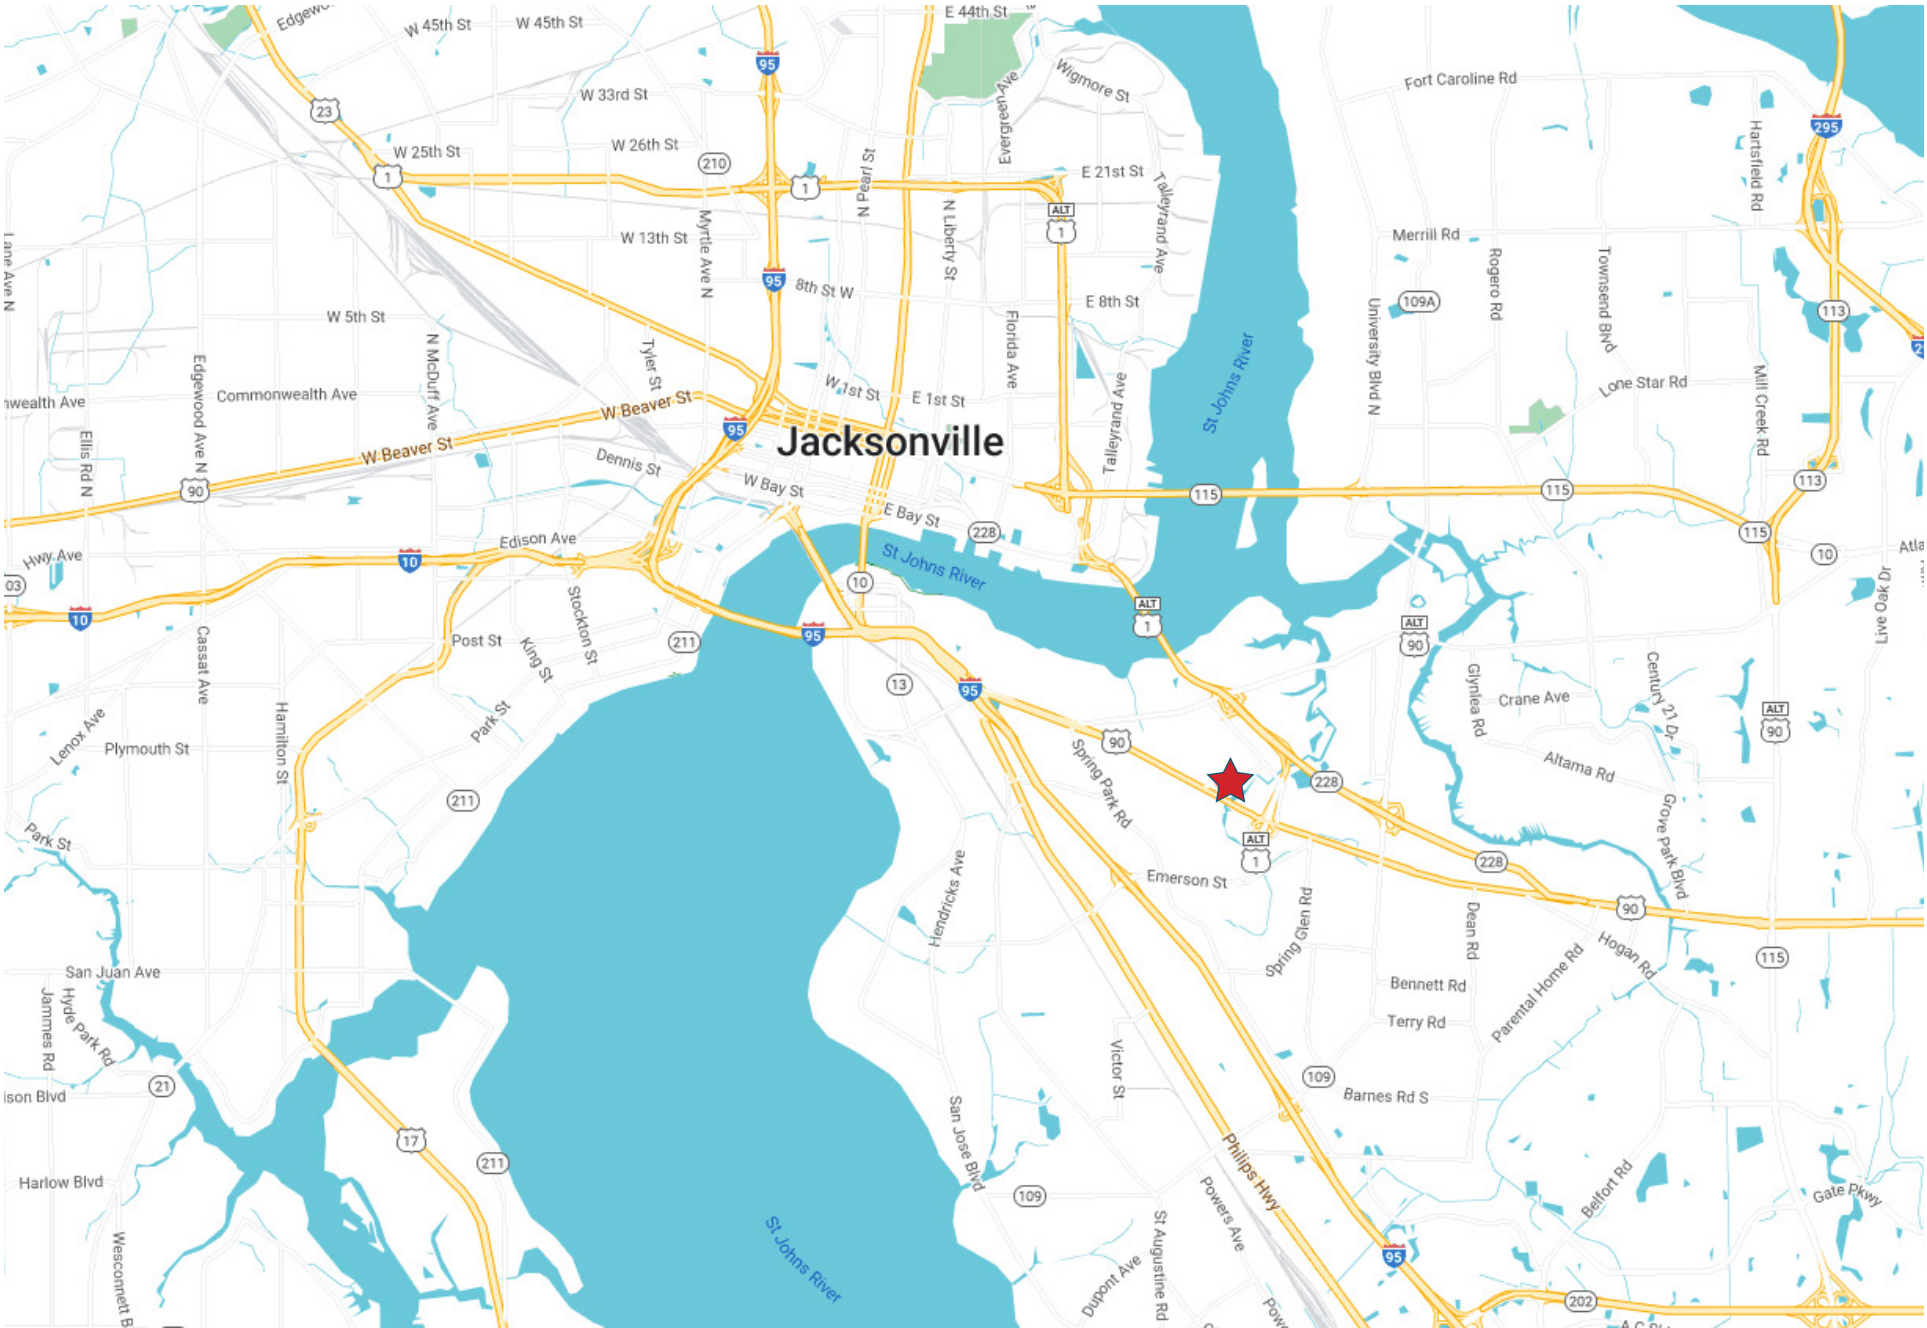 E 44th St
W 45th St
W 45th St
95
Wigmore St
Fort Caroline Rd
W 33rd St
23
Evergreen Ave
295
Hartsfield Rd
W 25th St
W 26th St
210
1
1
N Pearl St
E 21st St
Talleyrand Ave
ALT
1
W 13th St
Myrtle Ave N
N Liberty St
Merrill Rd
Rogero Rd
Townsend Blvd
Lane Ave N
95
8th St W
E 8th St
109A
113
W 5th St
N McDuff Ave
Tyler St
Florida Ave
St Johns River
University Blvd N
Edgewood Ave N
Commonwealth Ave
nwealth Ave
W Beaver St
W 1st St
E 1st St
Talleyrand Ave
Lone Star Rd
Mill Creek Rd
95
Jacksonville
W Beaver St
Ellis Rd N
Dennis St
W Bay St
90
115
115
113
E Bay St
228
115
10
Edison Ave
Hwy Ave
10
St Johns River
10
03
10
Stockton St
ALT
1
Live Oak Dr
Cassat Ave
Post St
King St
211
95
ALT
90
13
95
Glynlea Rd
Century 21 Dr
Crane Ave
Hamilton St
Park St
Lenox Ave
Plymouth St
90
ALT
90
Spring Park Rd
228
Altama Rd
211
Grove Park Blvd
Park St
ALT
1
228
Emerson St
Hendricks Ave
Spring Glen Rd
90
Dean Rd
Hogan Rd
115
San Juan Ave
Parental Home Rd
Bennett Rd
Terry Rd
Jammes Rd
Hyde Park Rd
Victor St
21
109
Barnes Rd S
ison Blvd
San Jose Blvd
17
Philips Hwy
211
Harlow Blvd
109
Powers Ave
Belfort Rd
Gate Pkwy
St Augustine Rd
St Johns River
Wesconnett B
95
Dupont Ave
202